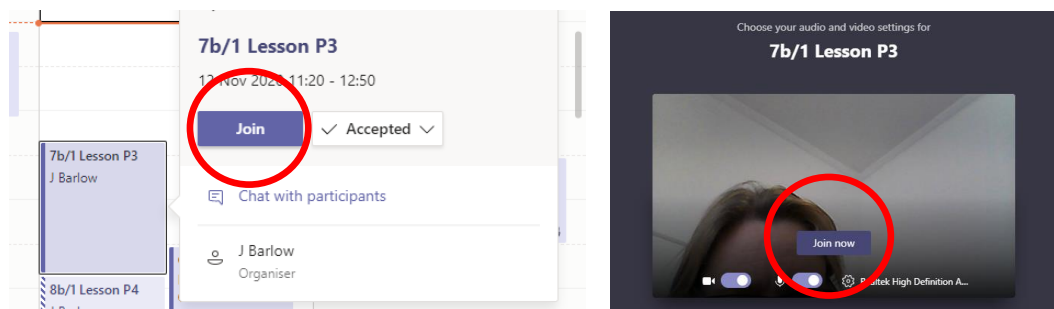 7b/1 Lesson P3
2020 11:20 - 12:50
Join
Accepted
7b/1 Lesson P3
J Barlow
Chat with participants
J Barlow
Organiser
8b/1 Lesson P4
Choose your audio and video settings for
7b/1 Lesson P3
Join now
High Definition A...